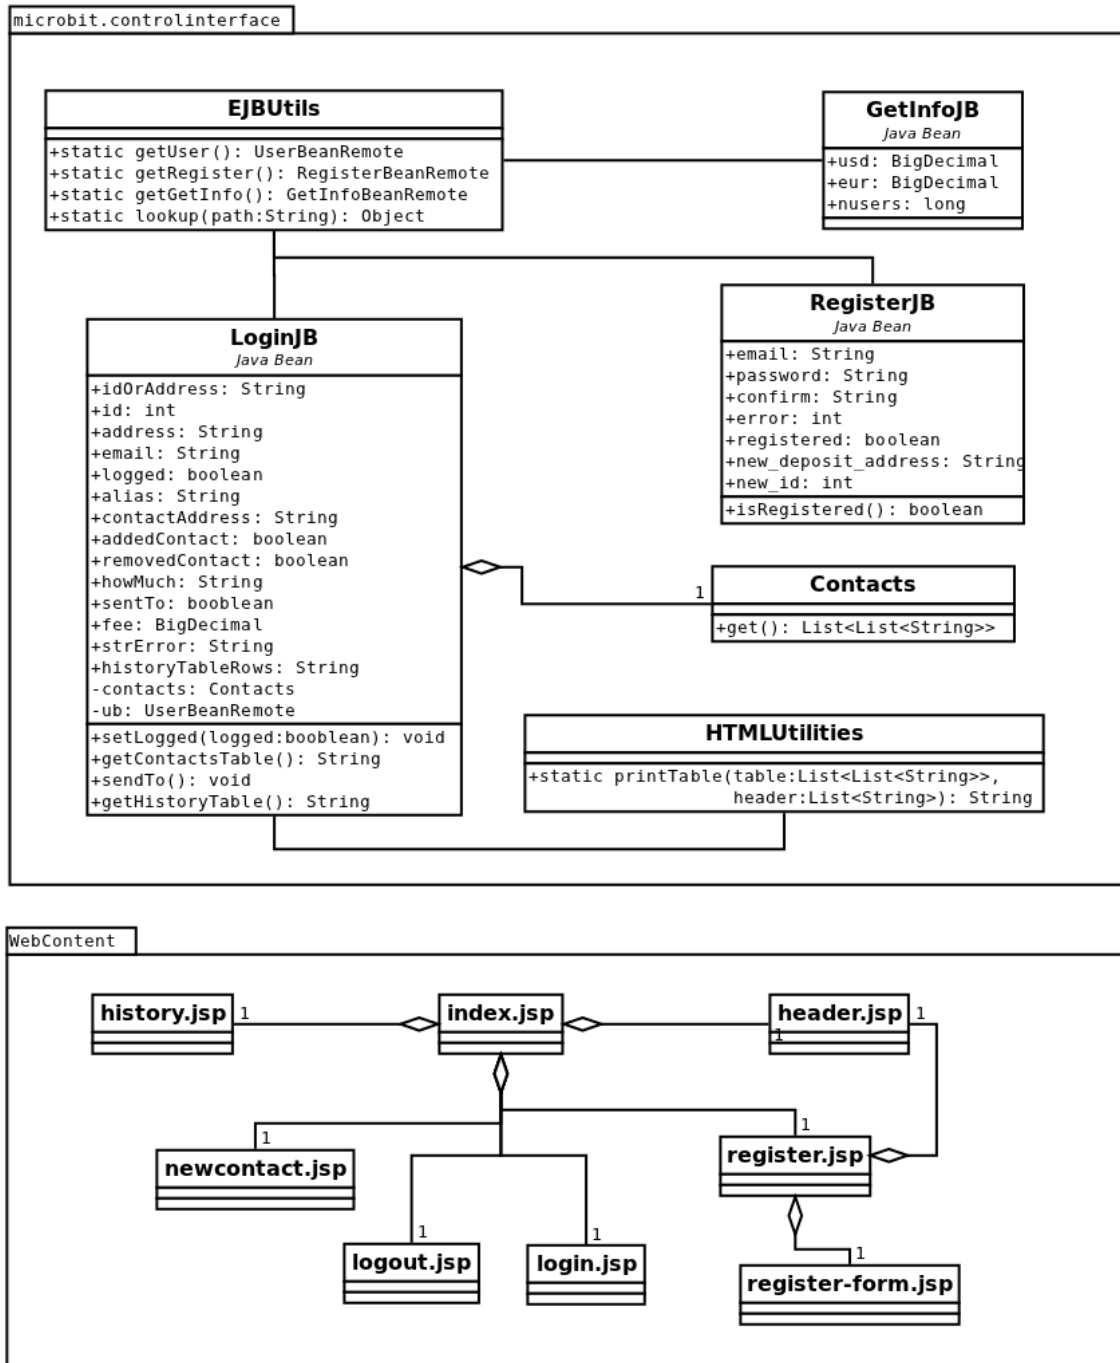 microbit.controlinterface
EJBUtils
+static getUser(): UserBeanRemote
+static getRegister(): RegisterBeanRemote
+static getGetInfo(): GetInfoBeanRemote
+static lookup(path:String): Object
GetInfoJB
Java Bean
+usd: BigDecimal
+eur: BigDecimal
+nusers: long
LoginJB
Java Bean
+idOrAddress: String
+id: int
+address: String
+email: String
+logged: boolean
+alias: String
+contactAddress: String
+addedContact: boolean
+removedContact: boolean
+howMuch: String
+sentTo: booblean
+fee: BigDecimal
+strError: String
+historyTableRows: String
-contacts: Contacts
-ub: UserBeanRemote
+setLogged(logged:booblean): void
+getContactsTable(): String
+sendTo(): void
+getHistoryTable(): String
RegisterJB
Java Bean
+email: String
+password: String
+confirm: String
+error: int
+registered: boolean
+new_deposit_address: String
+new_id: int
+isRegistered(): boolean
1
Contacts
+get(): List<List<String>>
HTMLUtilities
+static printTable(table:List<List<String>>,
header:List<String>): String
WebContent
history.jsp
1
index.jsp
header.jsp
1
1
1
newcontact.jsp
1
register.jsp
1
logout.jsp
1
login.jsp
1
register-form.jsp